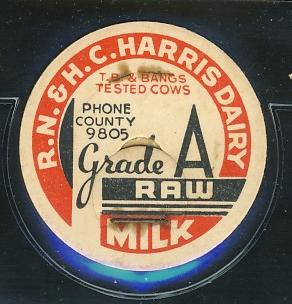 R.N. & H.C. HARRIS DAIRY
T.B. & BANGS
TESTED COWS
PHONE
COUNTY
9805
Grade A
RAW
MILK